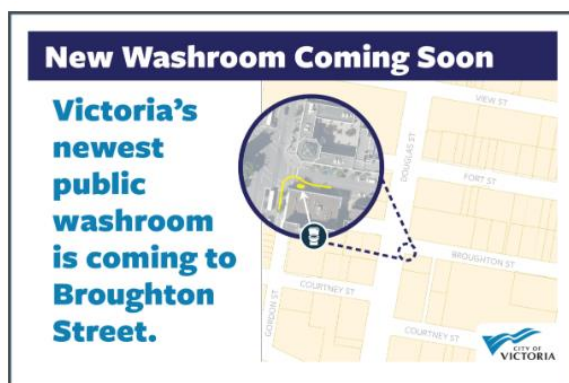 New Washroom Coming Soon
Victoria's
newest
public
washroom
is coming to
Broughton
Street.
VIEW ST
DOUGLAS ST
FORT ST
BROUGHTON ST
COURTNEY ST
GORDON ST
COURTNEY ST
CITY OF
VICTORIA